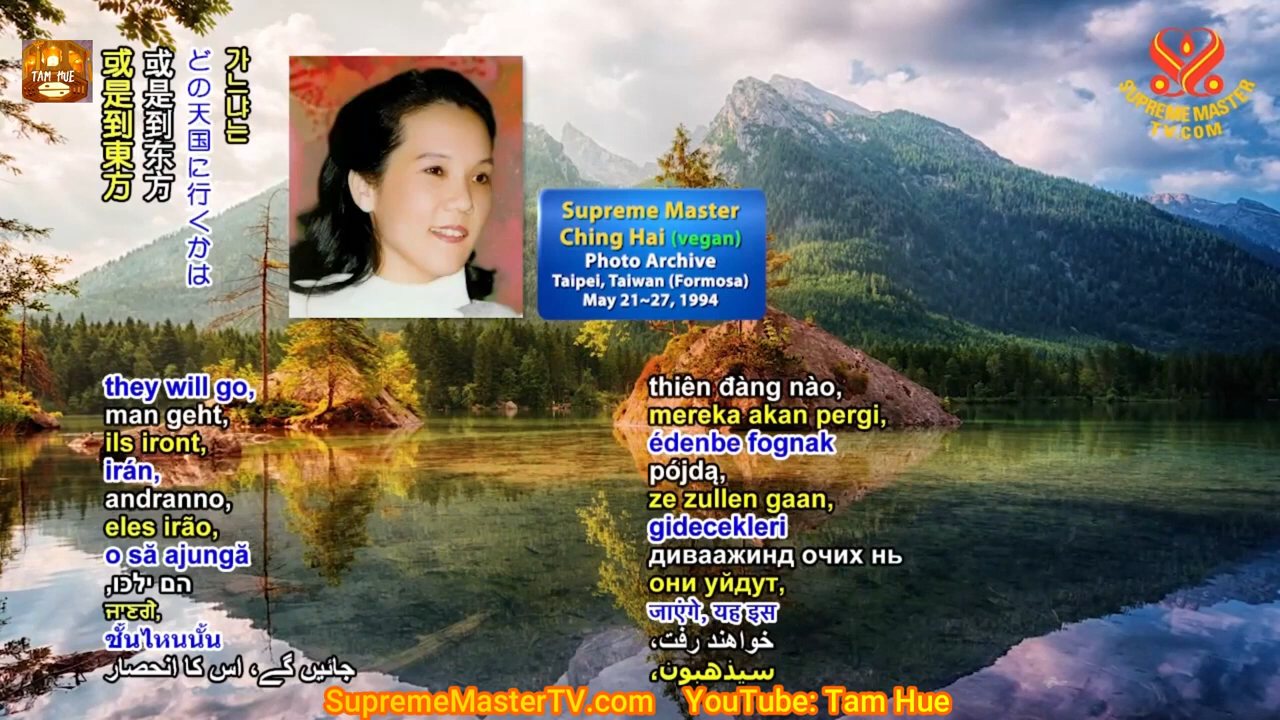 TAM HUE
或是到東方
或是到东方
どの天国に行くかは
가느냐는
Supreme Master
Ching Hai (vegan)
Photo Archive
Taipei, Taiwan (Formosa)
May 21~27, 1994
SUPREME MASTER
TV.COM
they will go,
man geht,
ils iront,
irán,
andranno,
eles irão,
o să ajungă
הם ילכו,
ਜਾਣਗੇ,
ชั้นไหนนั้น
جائیں گے، اس کا انحصار
thiên đàng nào,
mereka akan pergi,
édenbe fognak
pójdą,
ze zullen gaan,
gidecekleri
диваажинд очих нь
они уйдут,
जाएंगे, यह इस
خواهند رفت،
سيذهبون،
SupremeMasterTV.com YouTube: Tam Hue